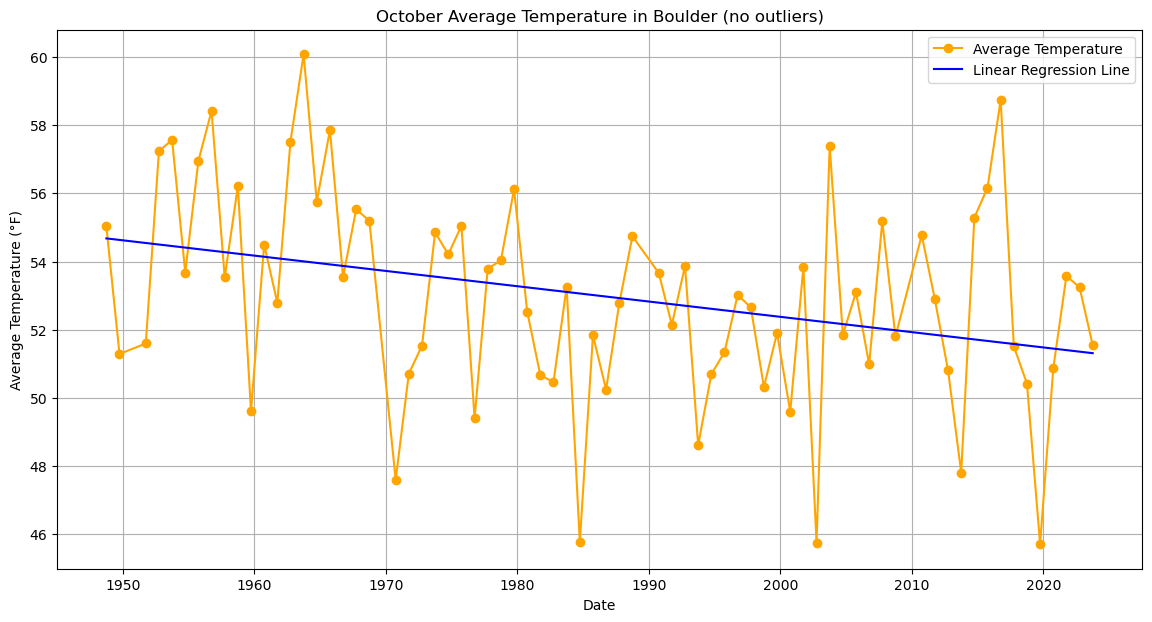 October Average Temperature in Boulder (no outliers)
Average Temperature
Linear Regression Line
Average Temperature (°F)
60
58
56
54
52
50
48
46
1950 1960 1970 1980 1990 2000 2010 2020
Date